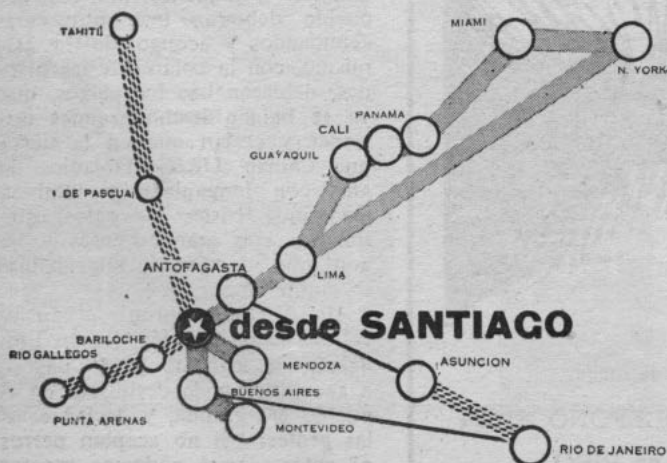 TAHITÍ
MIAMI
N. YORK
PANAMA
CALI
GUAYAQUIL
I DE PASCUA
ANTOFAGASTA
LIMA
desde SANTIAGO
BARILOCHE
RIO GALLEGOS
MENDOZA
ASUNCION
PUNTA ARENAS
BUENOS AIRES
MONTEVIDEO
RIO DE JANEIRO